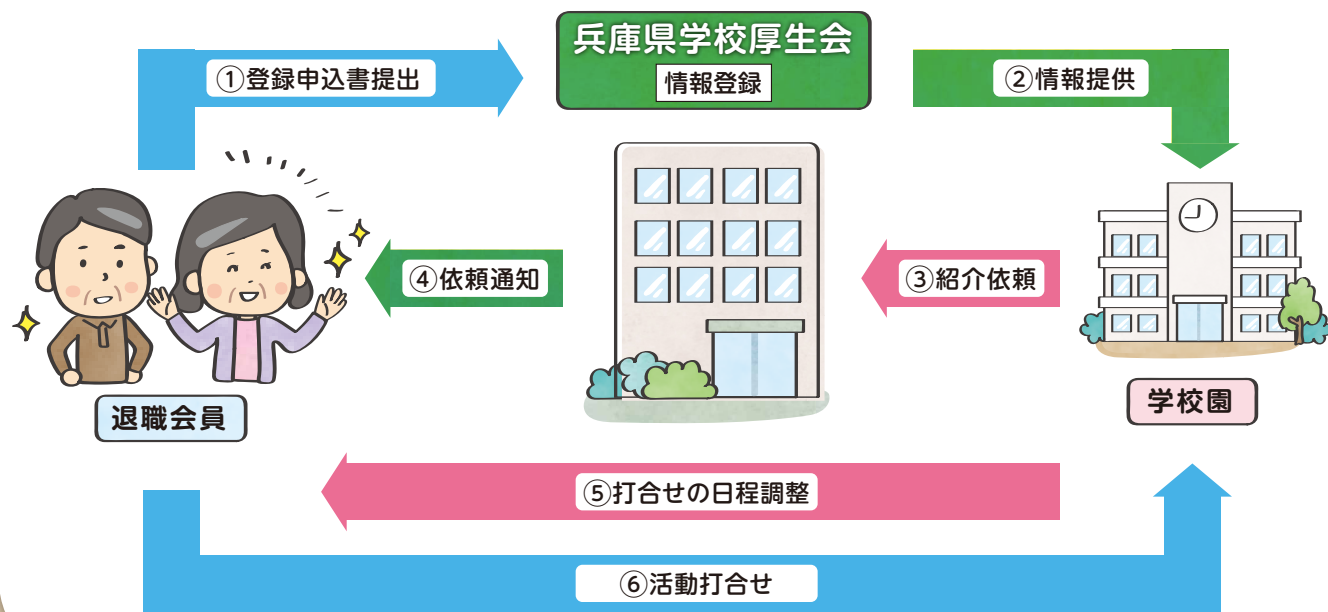 兵庫県学校厚生会
情報登録
①登録申込書提出
②情報提供
③紹介依頼
④依頼通知
退職会員
学校園
⑤打合せの日程調整
⑥活動打合せ